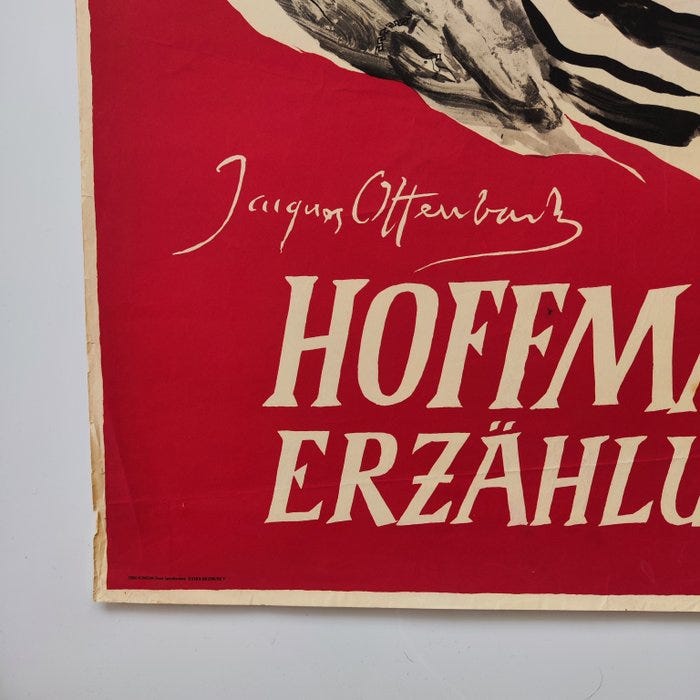 Jacques Offenbach
HOFFMA
ERZÄHLU